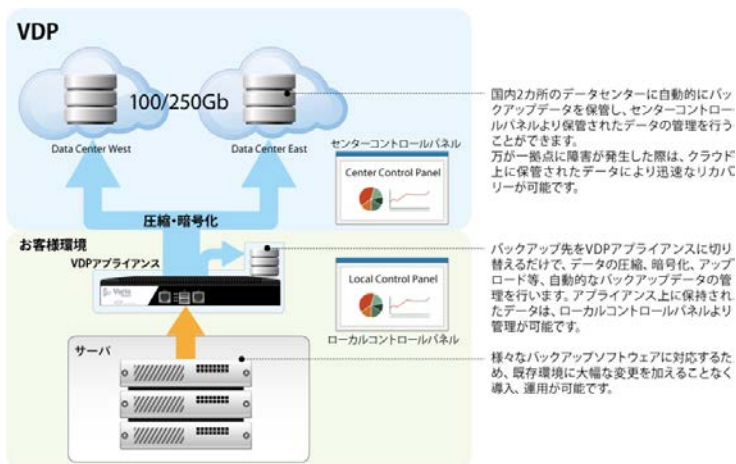 VDP
100/250Gb
Data Center West
Data Center East
センターコントロールパネル
Center Control Panel
圧縮・暗号化
国内2カ所のデータセンターに自動的にバッ
クアップデータを保管し、センターコントロー
ルパネルより保管されたデータの管理を行う
ことができます。
万が一拠点に障害が発生した際は、クラウド
上に保管されたデータにより迅速なリカバ
リーが可能です。
お客様環境
VDPアプライアンス
Local Control Panel
ローカルコントロールパネル
バックアップ先をVDPアプライアンスに切り
替えるだけで、データの圧縮、暗号化、アップ
ロード等、自動的なバックアップデータの管
理を行います。アプライアンス上に保持され
たデータは、ローカルコントロールパネルより
管理が可能です。
サーバ
様々なバックアップソフトウェアに対応するた
め、既存環境に大幅な変更を加えることなく
導入、運用が可能です。